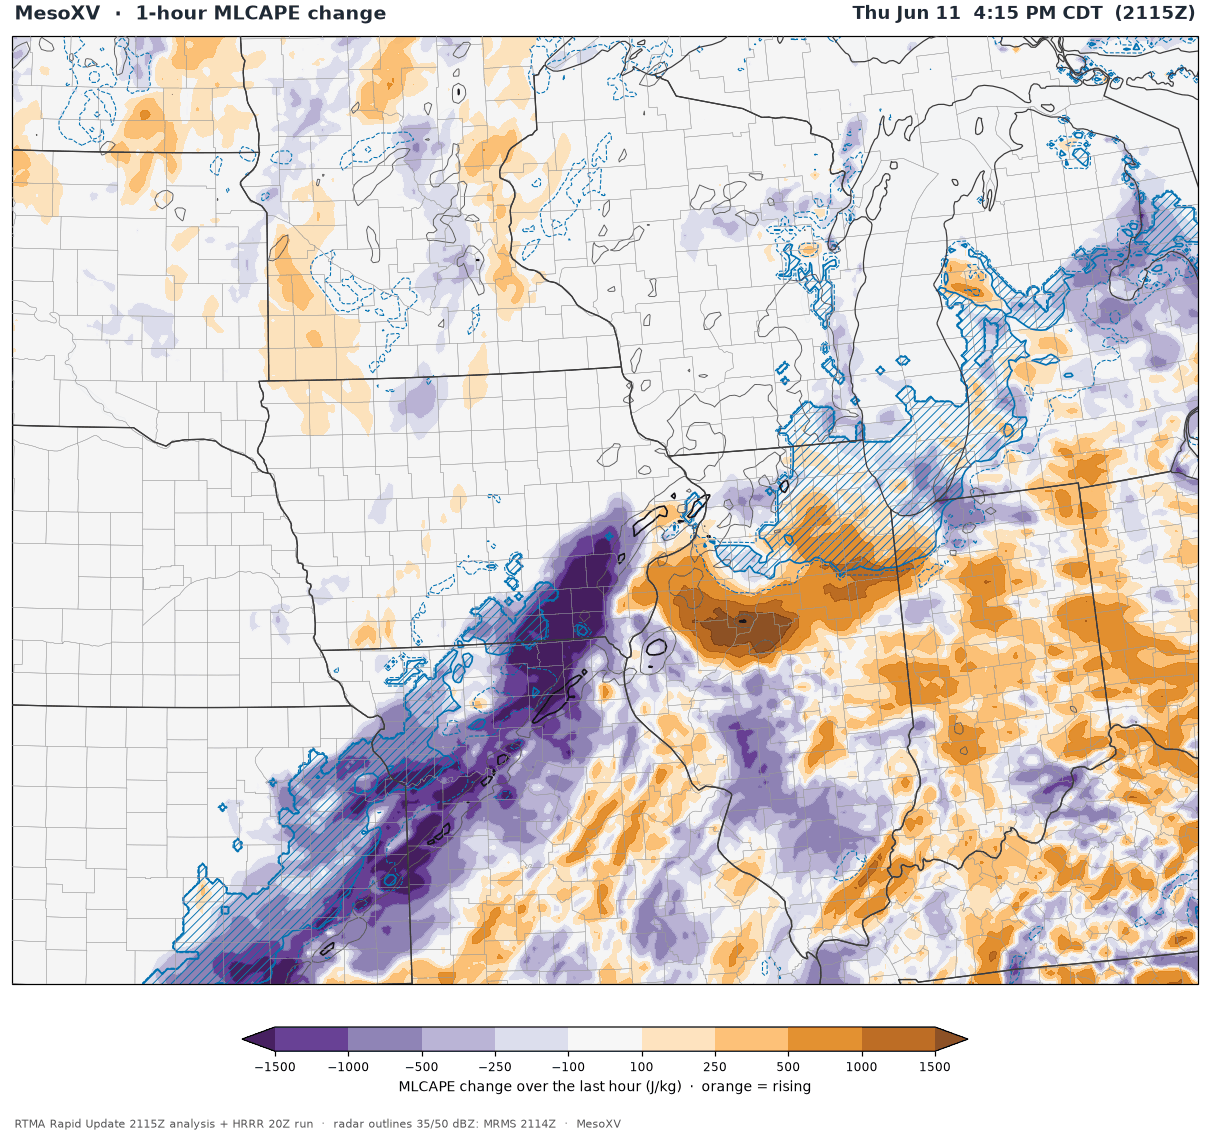 MesoXV · 1-hour MLCAPE change
Thu Jun 11 4:15 PM CDT (2115Z)
−1500 −1000 −500 −250 −100 100 250 500 1000 1500
MLCAPE change over the last hour (J/kg) · orange = rising
RTMA Rapid Update 2115Z analysis + HRRR 20Z run · radar outlines 35/50 dBZ: MRMS 2114Z · MesoXV